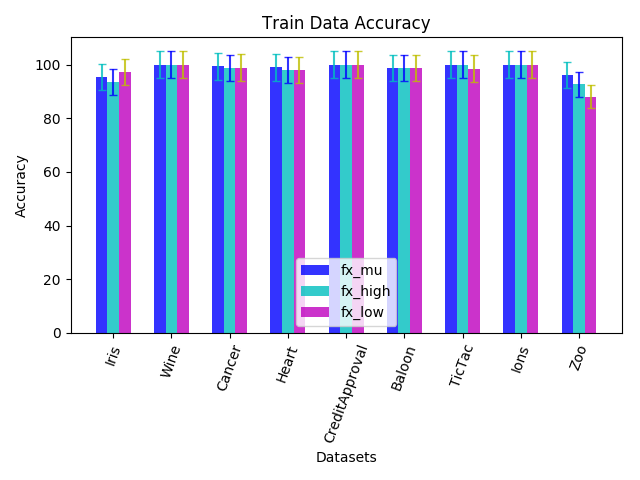 Train Data Accuracy
Accuracy
100
80
60
40
20
0
fx_mu
fx_high
fx_low
Iris
Wine
Cancer
Heart
CreditApproval
Baloon
TicTac
Ions
Zoo
Datasets